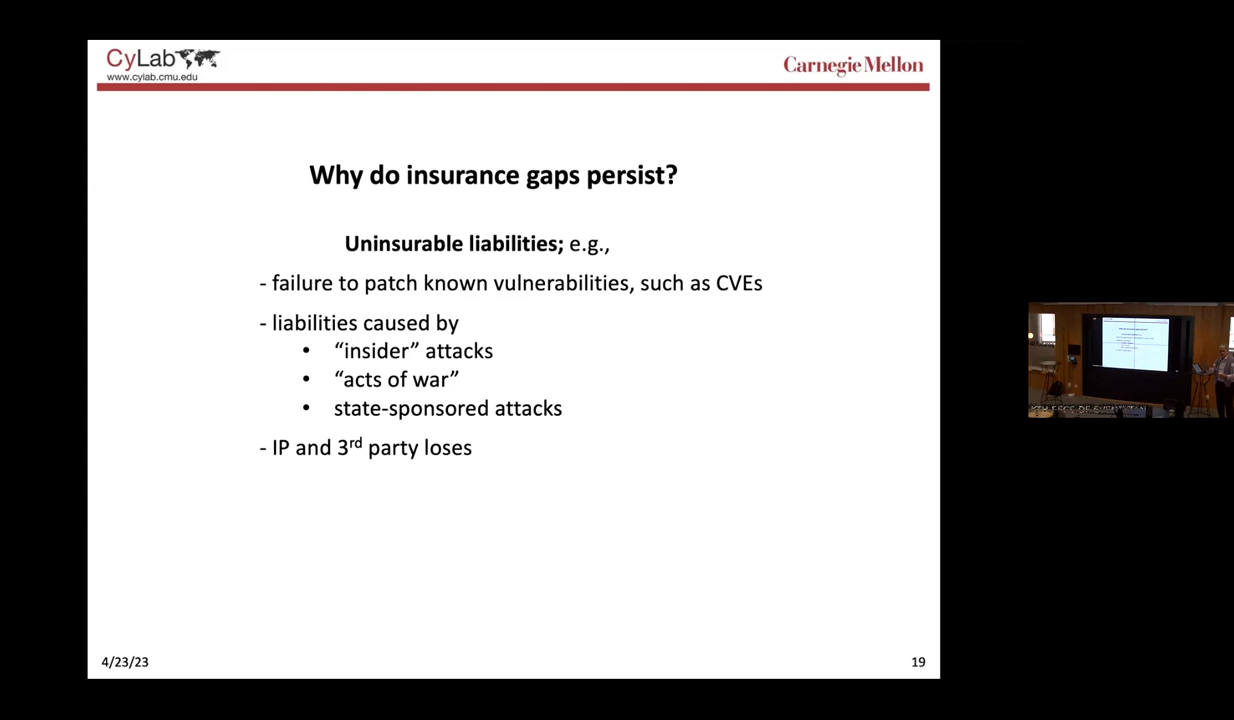 CyLab
www.cylab.cmu.edu
Carnegie Mellon
Why do insurance gaps persist?
Uninsurable liabilities; e.g.,
- failure to patch known vulnerabilities, such as CVEs
- liabilities caused by
• “insider” attacks
• “acts of war”
• state-sponsored attacks
- IP and 3rd party loses
4/23/23
19